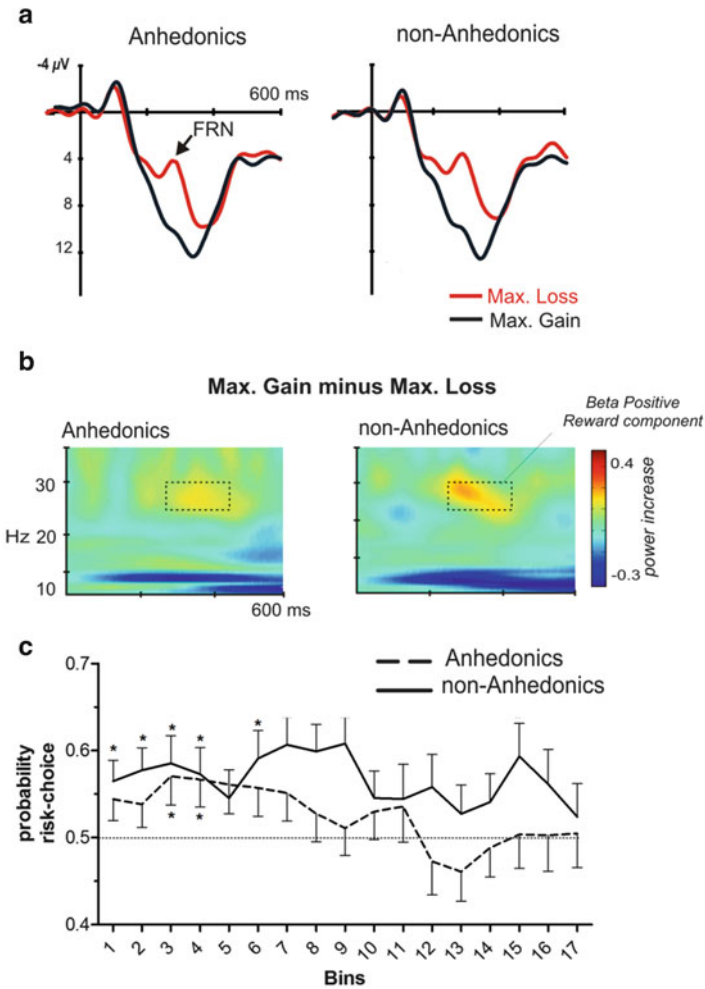 a
Anhedonics
non-Anhedonics
-4 µV
600 ms
FRN
4
8
12
Max. Loss
Max. Gain
b
Max. Gain minus Max. Loss
Beta Positive
Reward component
Anhedonics
non-Anhedonics
30
Hz 20
10
600 ms
0.4
-0.3
power increase
c
Anhedonics
non-Anhedonics
0.7
0.6
0.5
0.4
probability
risk-choice
* * * * *
* *
1 2 3 4 5 6 7 8 9 10 11 12 13 14 15 16 17
Bins